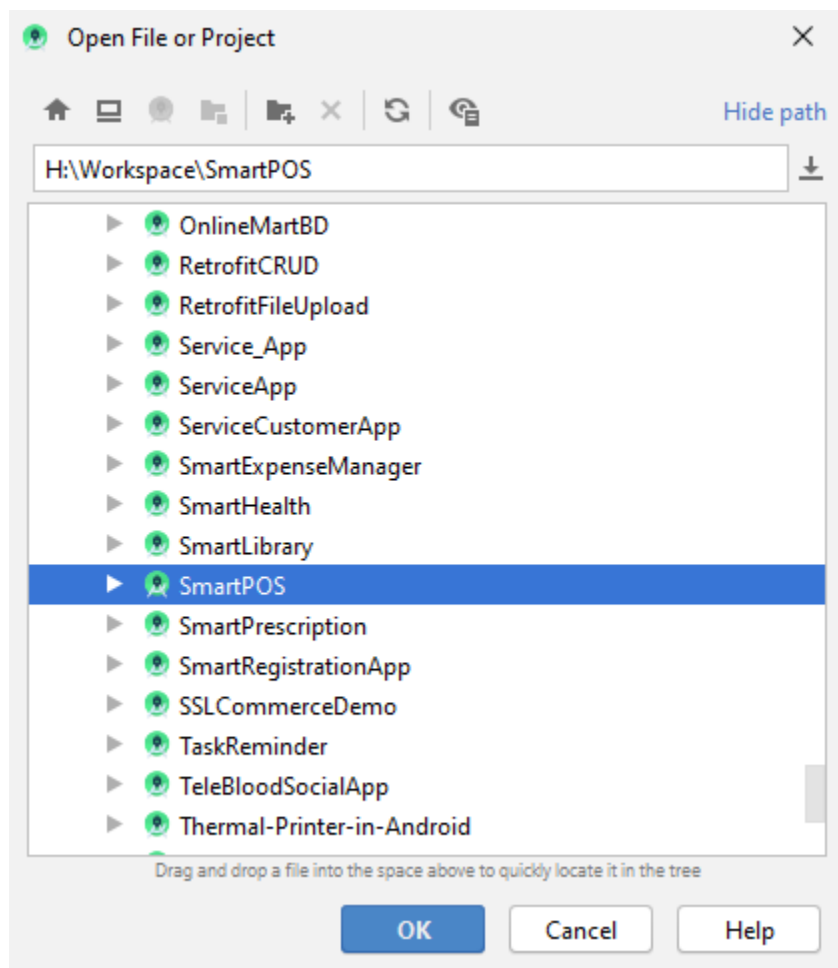 Open File or Project
Hide path
H:\Workspace\SmartPOS
OnlineMartBD
RetrofitCRUD
RetrofitFileUpload
Service_App
ServiceApp
ServiceCustomerApp
SmartExpenseManager
SmartHealth
SmartLibrary
SmartPOS
SmartPrescription
SmartRegistrationApp
SSLCommerceDemo
TaskReminder
TeleBloodSocialApp
Thermal-Printer-in-Android
Drag and drop a file into the space above to quickly locate it in the tree
OK Cancel Help